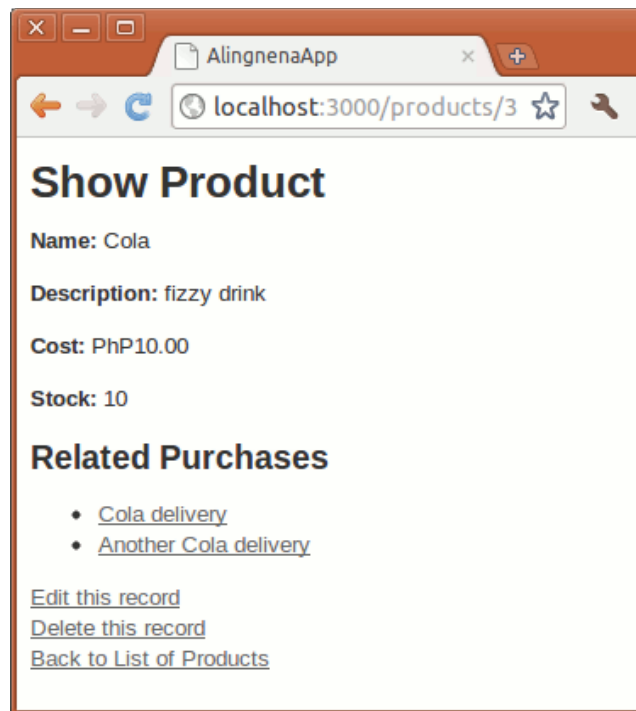 AlingnenaApp
localhost:3000/products/3
Show Product
Name: Cola
Description: fizzy drink
Cost: PhP10.00
Stock: 10
Related Purchases
Cola delivery
Another Cola delivery
Edit this record
Delete this record
Back to List of Products